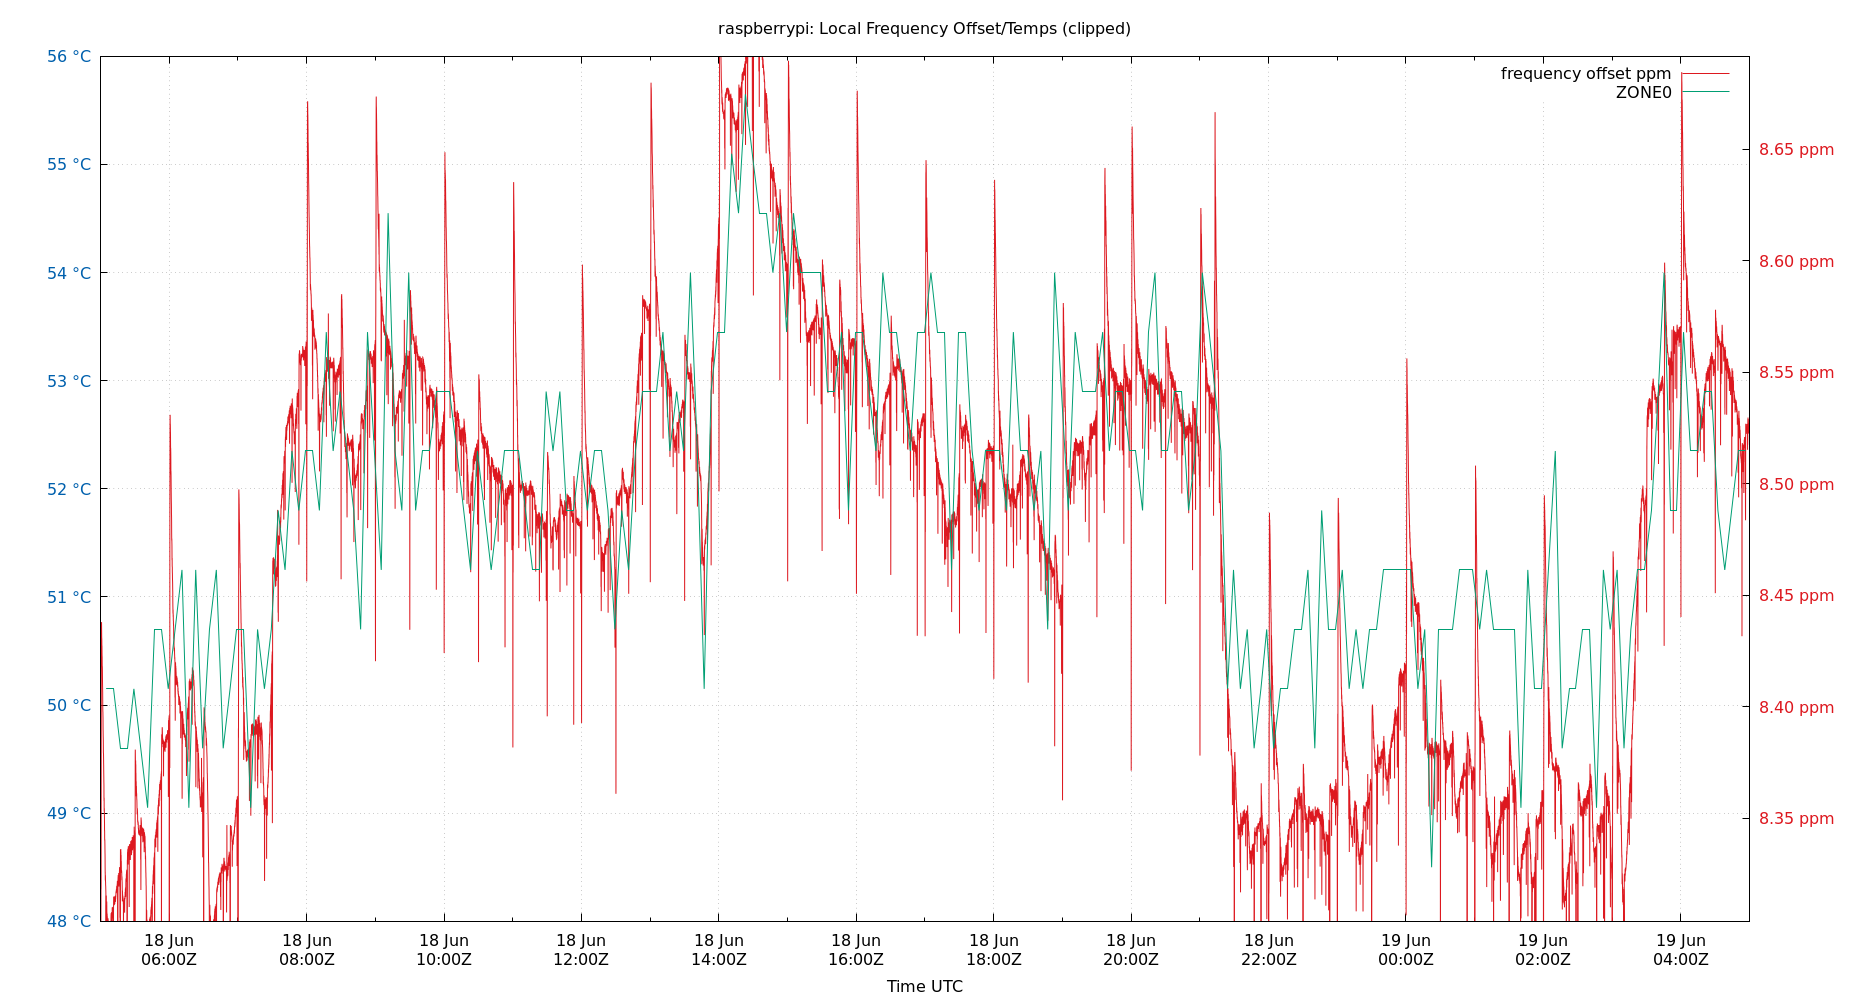 raspberrypi: Local Frequency Offset/Temps (clipped)
frequency offset ppm
ZONE0
56 °C
55 °C
54 °C
53 °C
52 °C
51 °C
50 °C
49 °C
48 °C
8.65 ppm
8.60 ppm
8.55 ppm
8.50 ppm
8.45 ppm
8.40 ppm
8.35 ppm
18 Jun 18 Jun 18 Jun 18 Jun 18 Jun 18 Jun 18 Jun 18 Jun 18 Jun 19 Jun 19 Jun 19 Jun
06:00Z 08:00Z 10:00Z 12:00Z 14:00Z 16:00Z 18:00Z 20:00Z 22:00Z 00:00Z 02:00Z 04:00Z
Time UTC